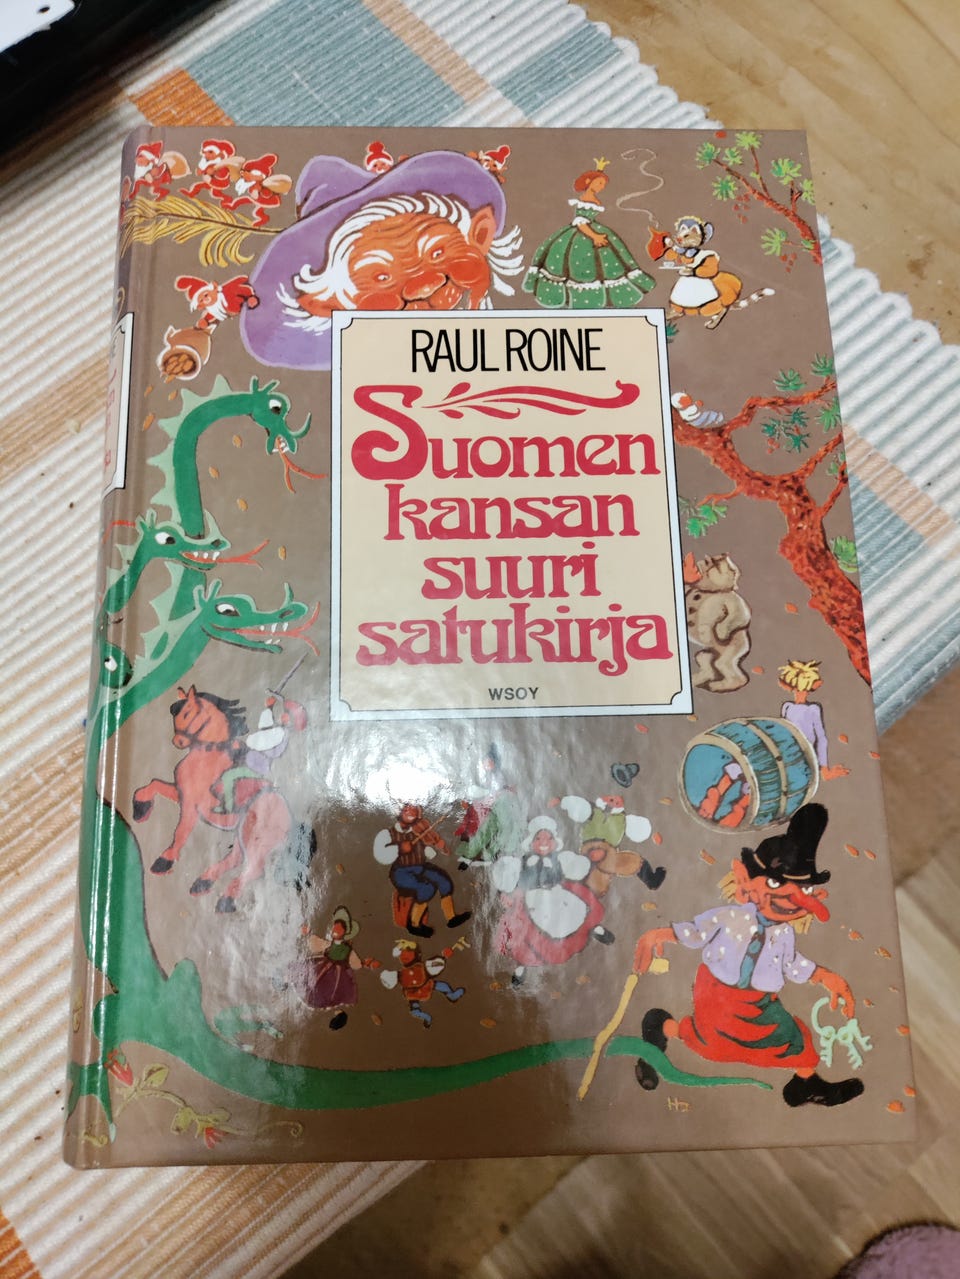 RAUL ROINE
Suomen
kansan
suuri
satukirja
WSOY